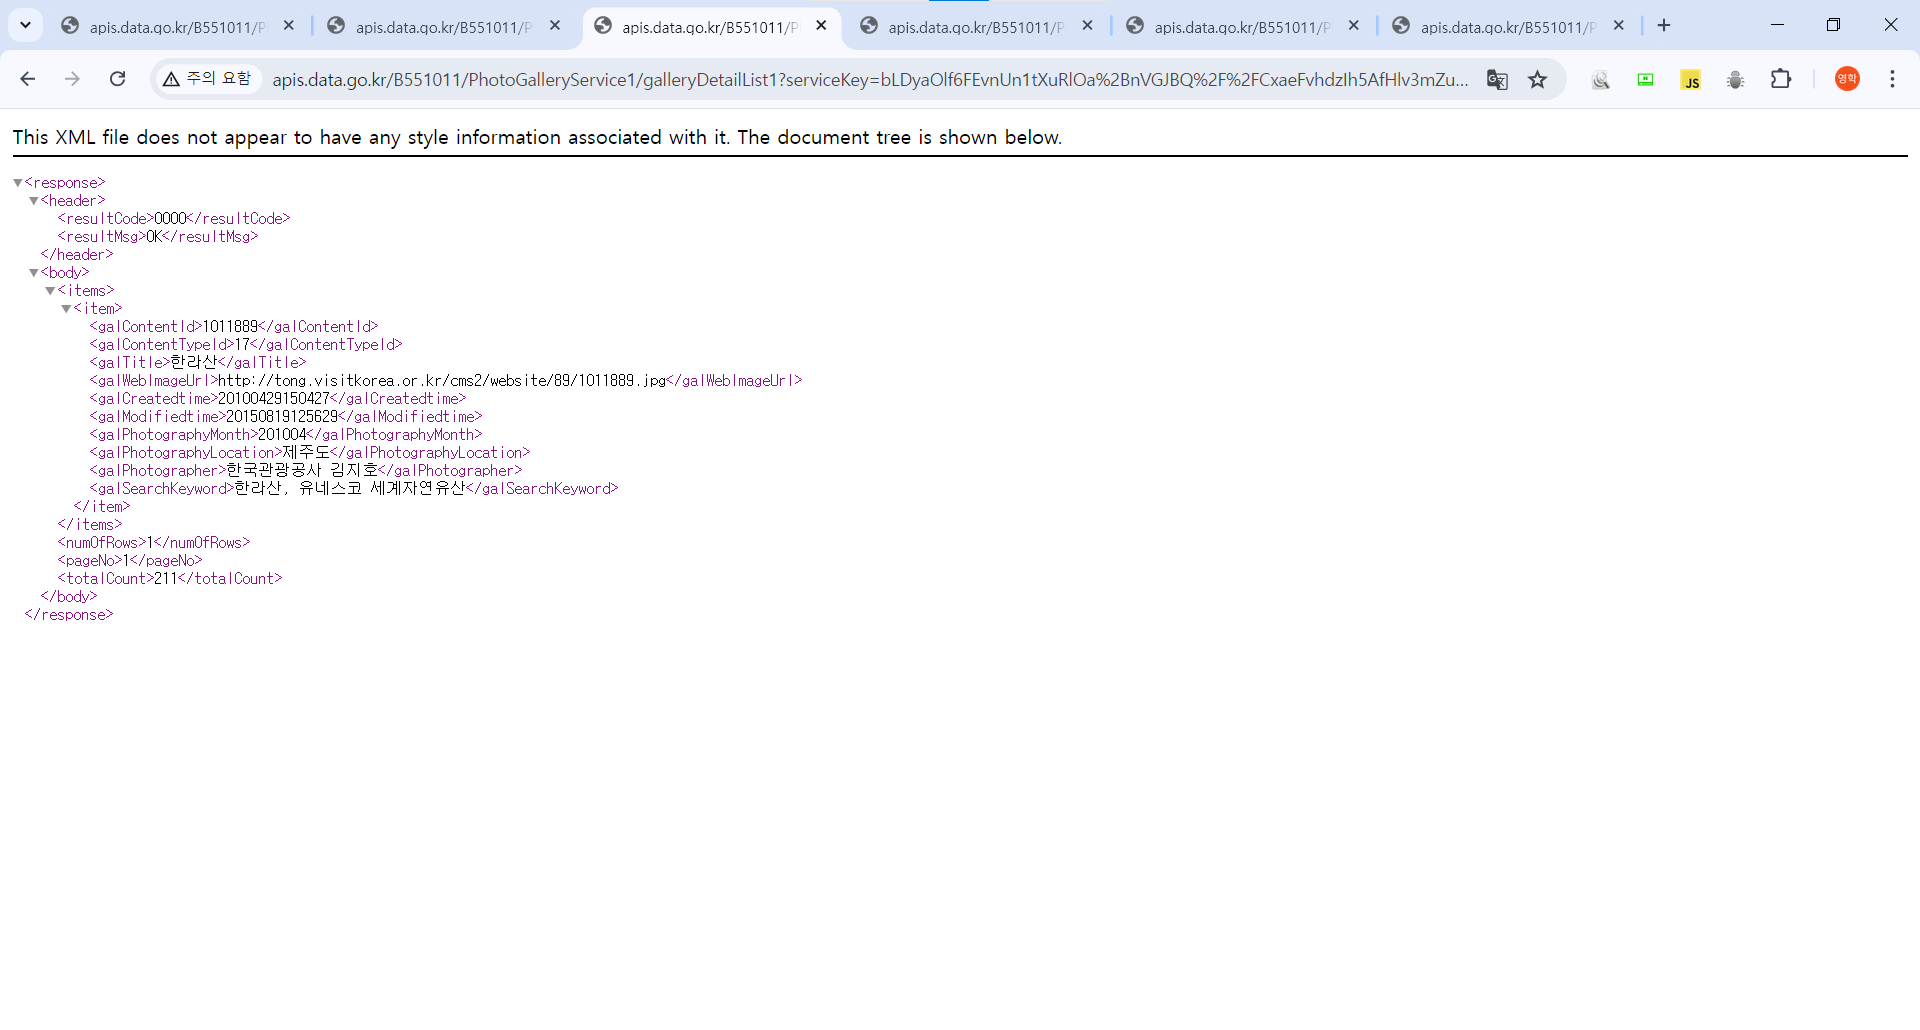 apis.data.go.kr/B551011/P
apis.data.go.kr/B551011/P
apis.data.go.kr/B551011/P
apis.data.go.kr/B551011/P
apis.data.go.kr/B551011/P
apis.data.go.kr/B551011/P
주의 요함
apis.data.go.kr/B551011/PhotoGalleryService1/galleryDetailList1?serviceKey=bLDyaOlf6FEvnUn1tXuRlOa%2BnVGJBQ%2F%2FCxaeFvhdzIh5AfHlv3mZu...
JS
영학
This XML file does not appear to have any style information associated with it. The document tree is shown below.
<response>
<header>
<resultCode>0000</resultCode>
<resultMsg>OK</resultMsg>
</header>
<body>
<items>
<item>
<galContentId>1011889</galContentId>
<galContentTypeId>17</galContentTypeId>
<galTitle>한라산</galTitle>
<galWebImageUrl>http://tong.visitkorea.or.kr/cms2/website/89/1011889.jpg</galWebImageUrl>
<galCreatedtime>20100429150427</galCreatedtime>
<galModifiedtime>20150819125629</galModifiedtime>
<galPhotographyMonth>201004</galPhotographyMonth>
<galPhotographyLocation>제주도</galPhotographyLocation>
<galPhotographer>한국관광공사 김지호</galPhotographer>
<galSearchKeyword>한라산, 유네스코 세계자연유산</galSearchKeyword>
</item>
</items>
<numOfRows>1</numOfRows>
<pageNo>1</pageNo>
<totalCount>211</totalCount>
</body>
</response>